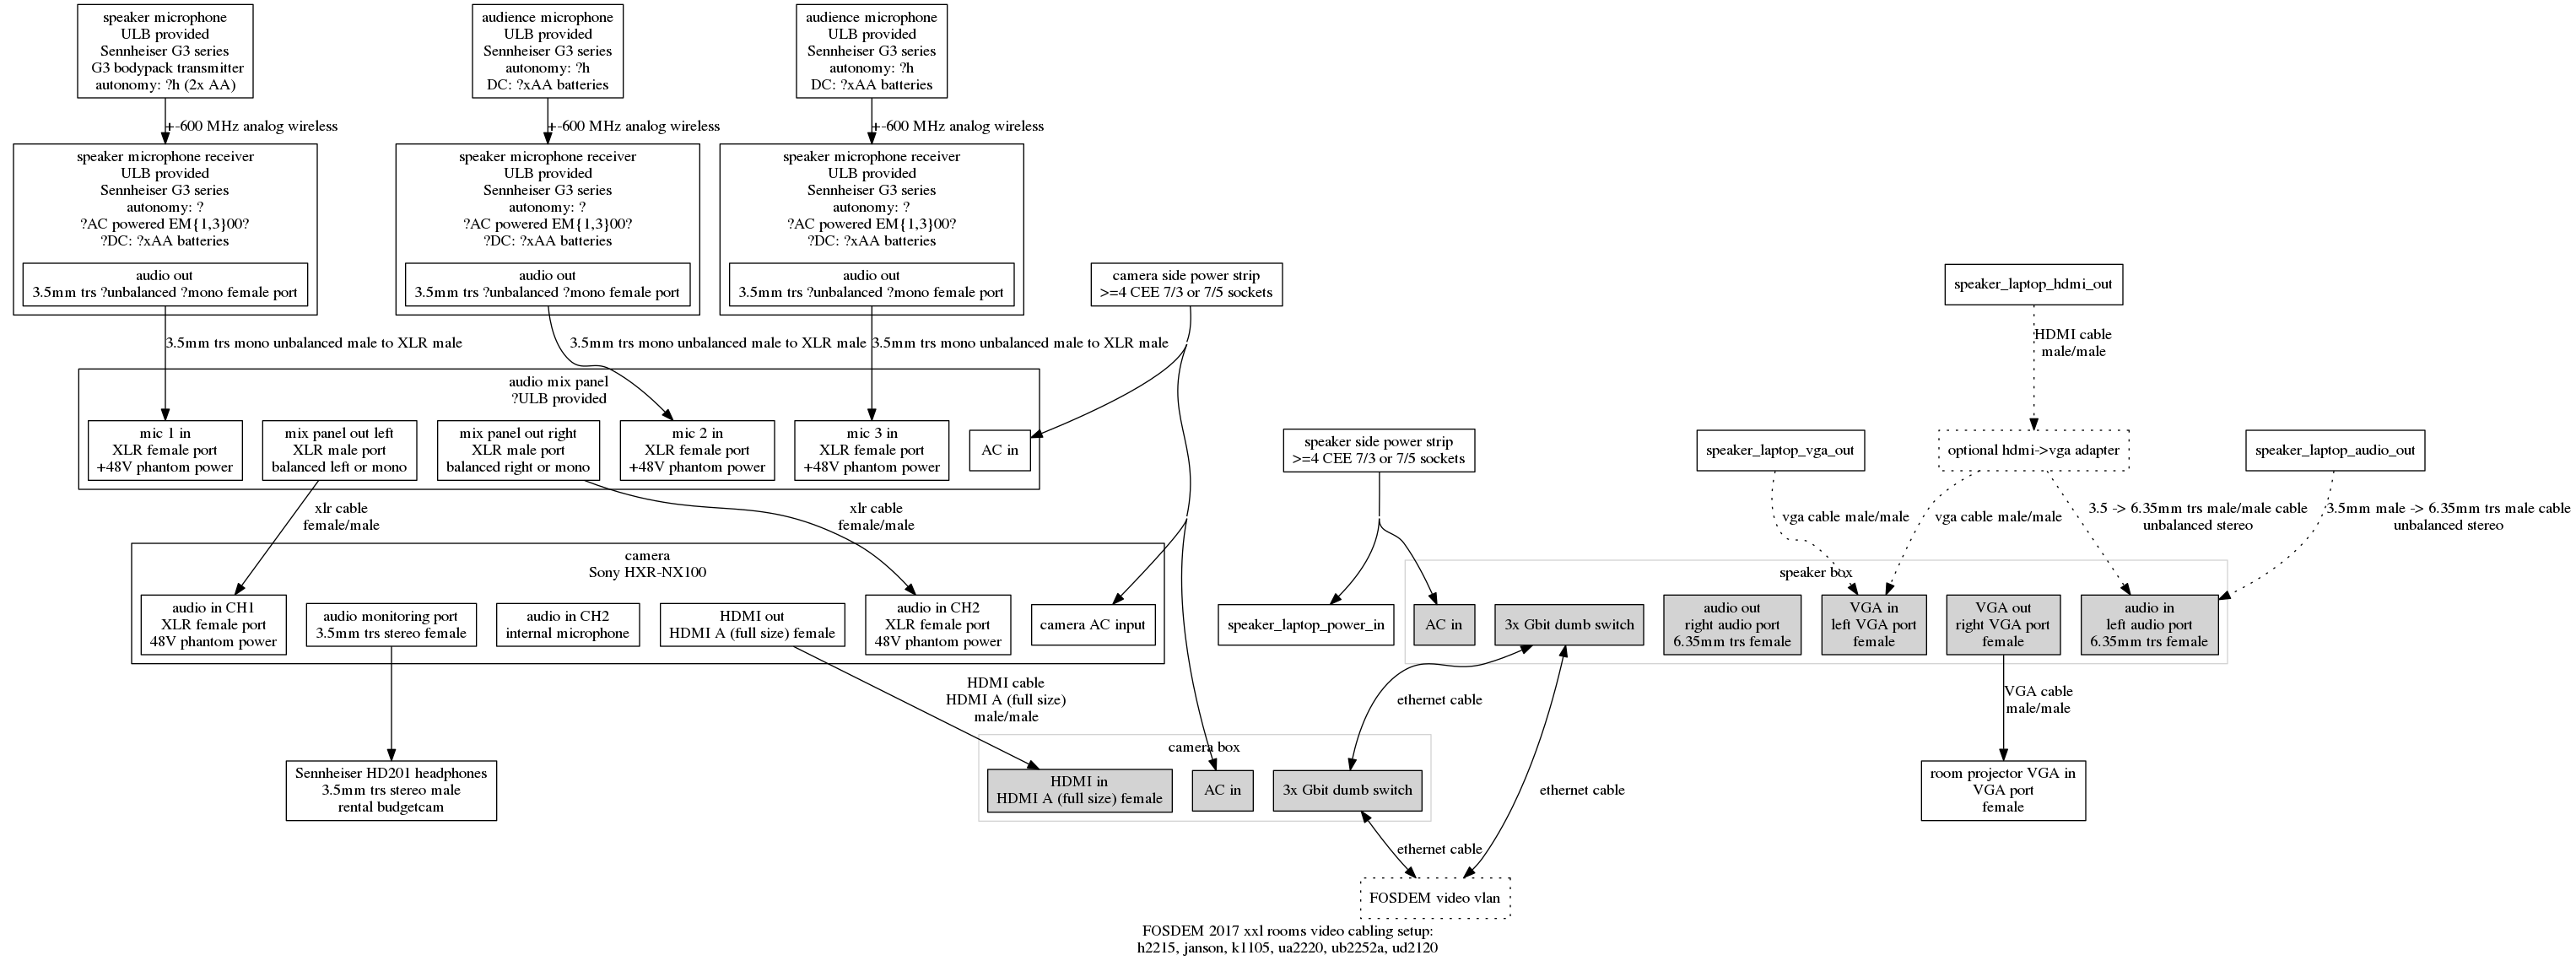 speaker microphone
ULB provided
Sennheiser G3 series
G3 bodypack transmitter
autonomy: ?h (2x AA)
audience microphone
ULB provided
Sennheiser G3 series
autonomy: ?h
DC: ?xAA batteries
audience microphone
ULB provided
Sennheiser G3 series
autonomy: ?h
DC: ?xAA batteries
+-600 MHz analog wireless
+-600 MHz analog wireless
+-600 MHz analog wireless
speaker microphone receiver
ULB provided
Sennheiser G3 series
autonomy: ?
?AC powered EM{1,3}00?
?DC: ?xAA batteries
audio out
3.5mm trs ?unbalanced ?mono female port
speaker microphone receiver
ULB provided
Sennheiser G3 series
autonomy: ?
?AC powered EM{1,3}00?
?DC: ?xAA batteries
audio out
3.5mm trs ?unbalanced ?mono female port
speaker microphone receiver
ULB provided
Sennheiser G3 series
autonomy: ?
?AC powered EM{1,3}00?
?DC: ?xAA batteries
audio out
3.5mm trs ?unbalanced ?mono female port
camera side power strip
>=4 CEE 7/3 or 7/5 sockets
speaker_laptop_hdmi_out
3.5mm trs mono unbalanced male to XLR male
3.5mm trs mono unbalanced male to XLR male
3.5mm trs mono unbalanced male to XLR male
HDMI cable
male/male
audio mix panel
?ULB provided
mic 1 in
XLR female port
+48V phantom power
mix panel out left
XLR male port
balanced left or mono
mix panel out right
XLR male port
balanced right or mono
mic 2 in
XLR female port
+48V phantom power
mic 3 in
XLR female port
+48V phantom power
AC in
speaker side power strip
>=4 CEE 7/3 or 7/5 sockets
speaker_laptop_vga_out
optional hdmi->vga adapter
speaker_laptop_audio_out
xlr cable
female/male
xlr cable
female/male
vga cable male/male
vga cable male/male
3.5 -> 6.35mm trs male/male cable
unbalanced stereo
3.5mm male -> 6.35mm trs male cable
unbalanced stereo
camera
Sony HXR-NX100
audio in CH1
XLR female port
48V phantom power
audio monitoring port
3.5mm trs stereo female
audio in CH2
internal microphone
HDMI out
HDMI A (full size) female
audio in CH2
XLR female port
48V phantom power
camera AC input
speaker_laptop_power_in
speaker box
AC in
3x Gbit dumb switch
audio out
right audio port
6.35mm trs female
VGA in
left VGA port
female
VGA out
right VGA port
female
audio in
left audio port
6.35mm trs female
HDMI cable
HDMI A (full size)
male/male
ethernet cable
VGA cable
male/male
Sennheiser HD201 headphones
3.5mm trs stereo male
rental budgetcam
camera box
HDMI in
HDMI A (full size) female
AC in
3x Gbit dumb switch
ethernet cable
room projector VGA in
VGA port
female
ethernet cable
FOSDEM video vlan
FOSDEM 2017 xxl rooms video cabling setup:
h2215, janson, k1105, ua2220, ub2252a, ud2120